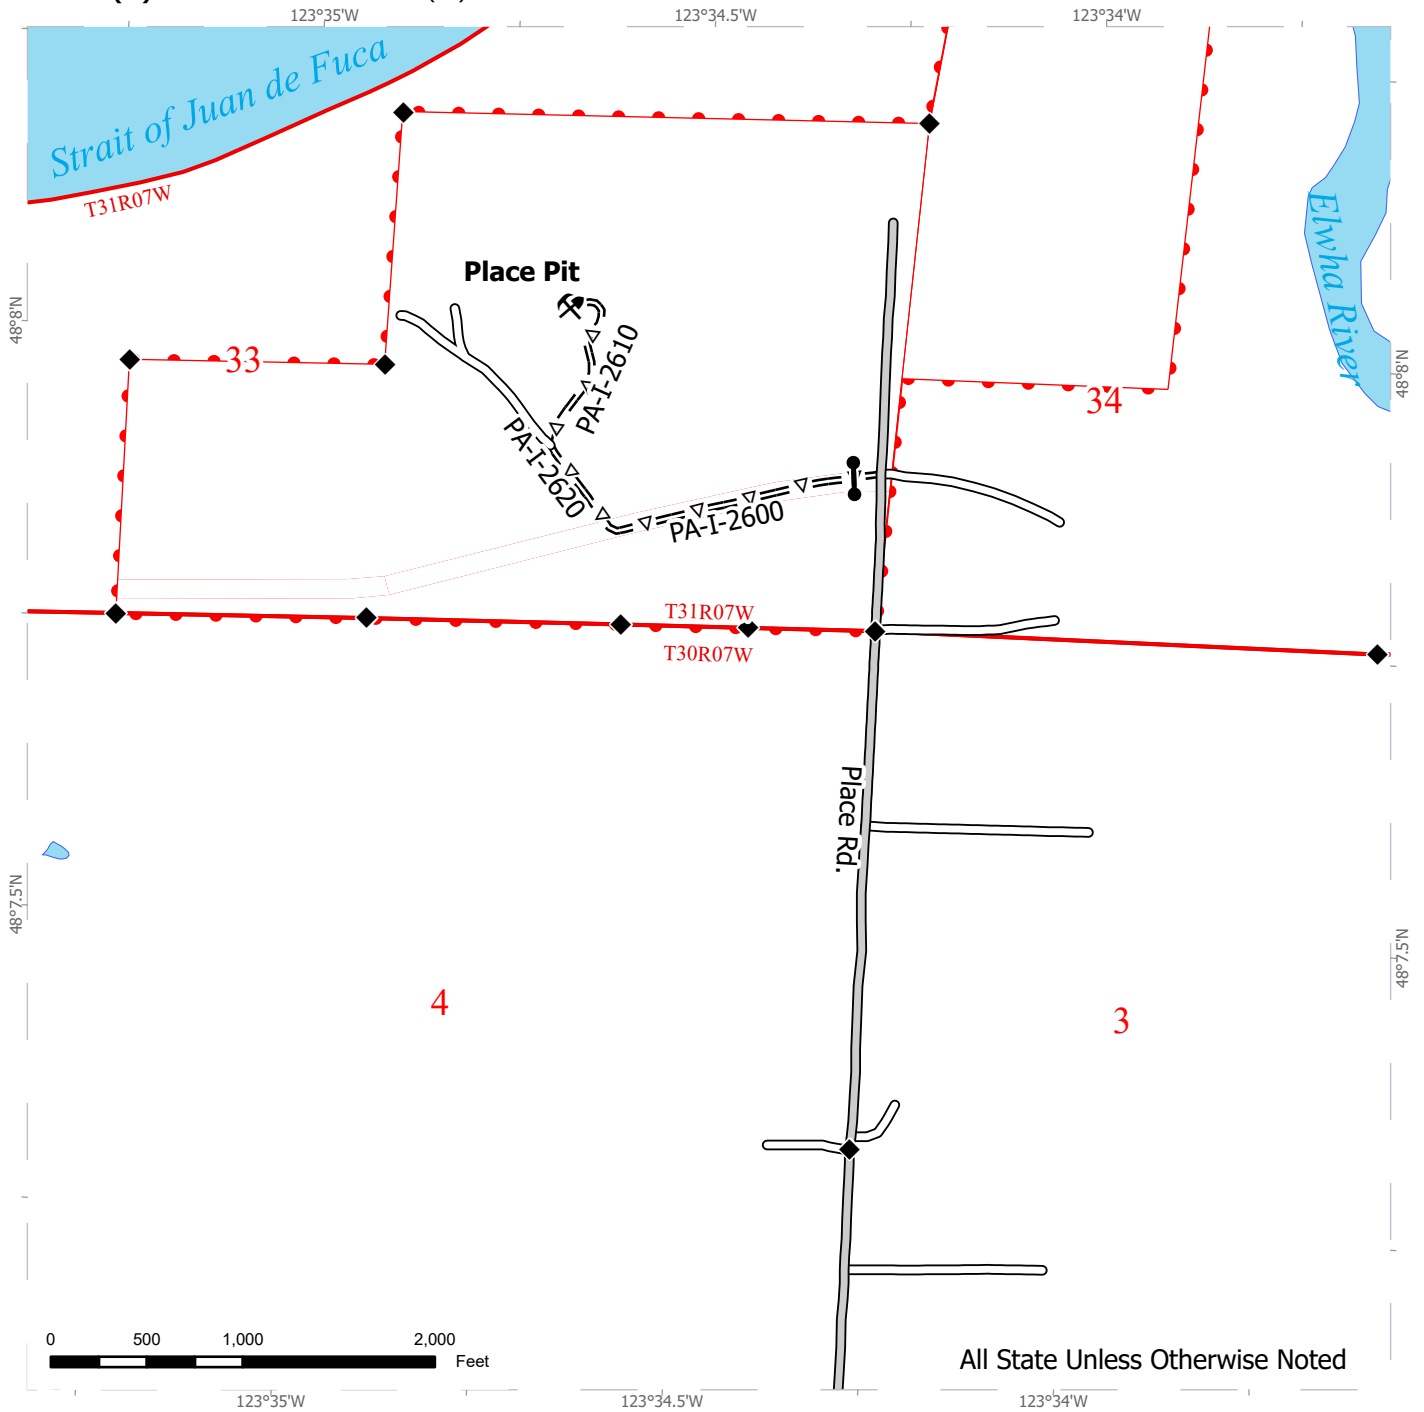 123°35'W
123°34.5'W
123°34'W
Strait of Juan de Fuca
T31R07W
Elwha River
Place Pit
48°8'N
48°8'N
33
34
PA-I-2610
PA-I-2620
PA-I-2600
T31R07W
T30R07W
Place Rd.
48°7.5'N
48°7.5'N
4
3
0 500 1,000 2,000
Feet
All State Unless Otherwise Noted
123°35'W
123°34.5'W
123°34'W